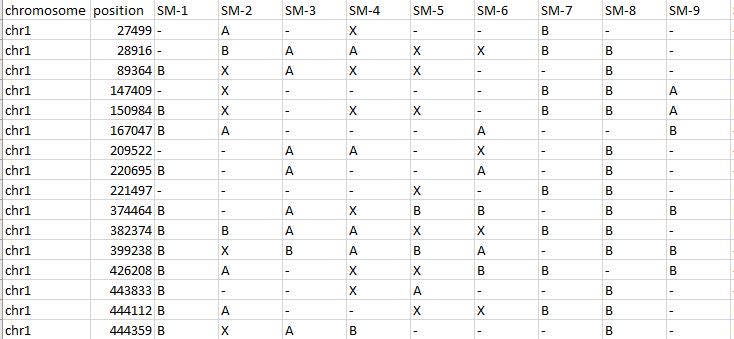 chromosome position SM-1 SM-2 SM-3 SM-4 SM-5 SM-6 SM-7 SM-8 SM-9
chr1 27499 - A - X - - B - -
chr1 28916 - B A A X X B B -
chr1 89364 B X A X X - - B -
chr1 147409 - X - - - - B B A
chr1 150984 B X - X X - B B A
chr1 167047 B A - - - A - - B
chr1 209522 - - A A - X - B -
chr1 220695 B - A - - A - B -
chr1 221497 - - - - X - B B -
chr1 374464 B - A X B B - B B
chr1 382374 B B A A X X B B -
chr1 399238 B X B A B A - B B
chr1 426208 B A - X X B B - B
chr1 443833 - - - X A - - B -
chr1 444112 B A - - X X B B -
chr1 444359 B X A B - - - B -